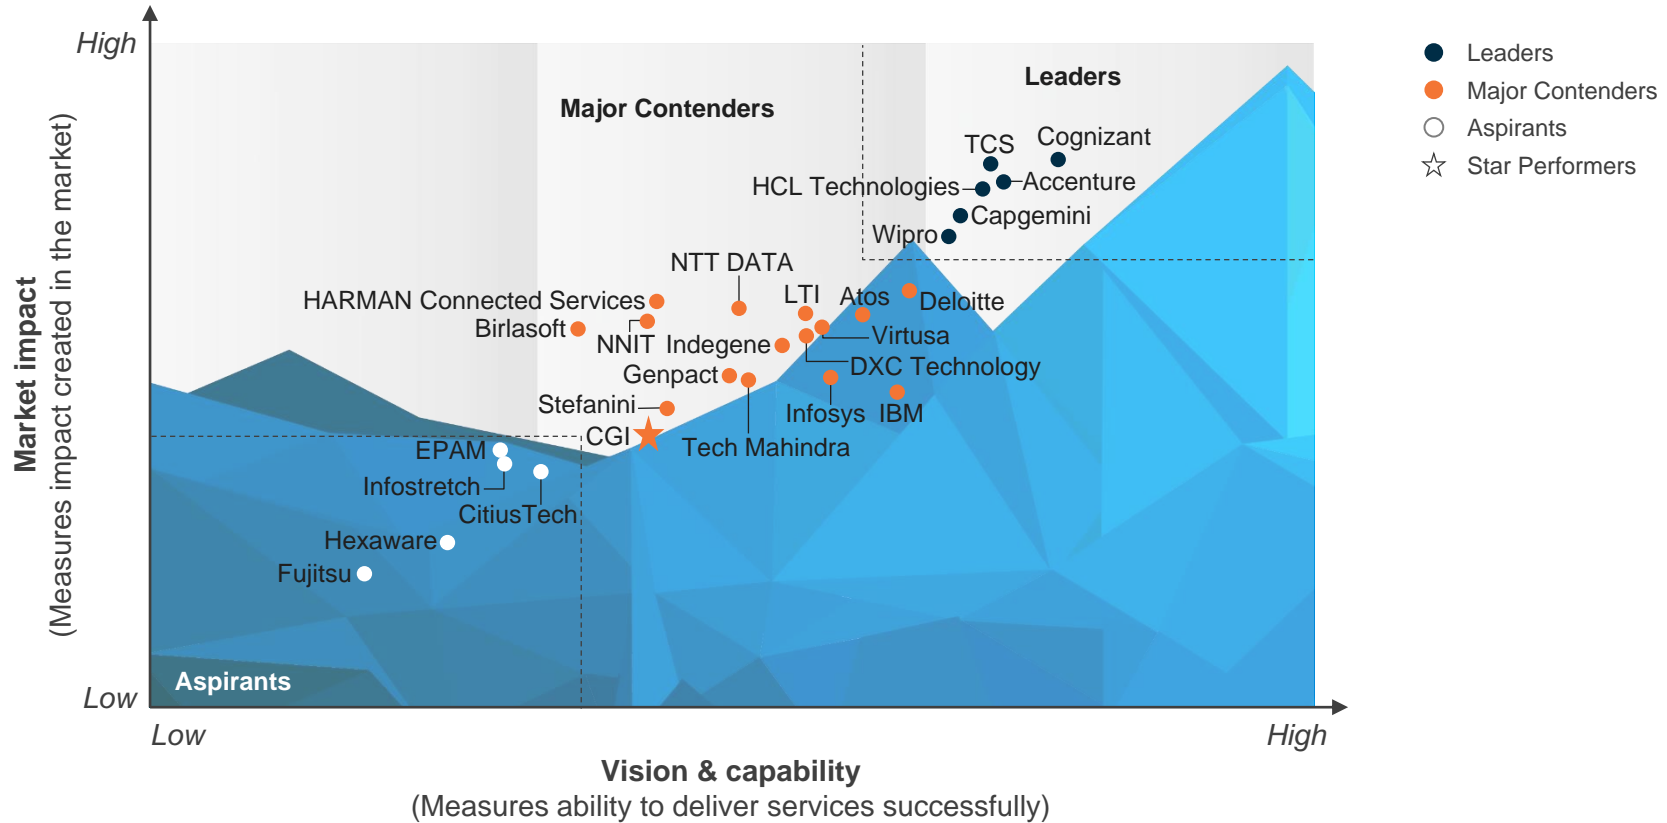 High
Major Contenders
Leaders
Leaders
Major Contenders
Aspirants
Star Performers
TCS
Cognizant
HCL Technologies
Accenture
Capgemini
Wipro
NTT DATA
HARMAN Connected Services
LTI
Atos
Deloitte
Birlasoft
NNIT
Indegene
Virtusa
DXC Technology
Genpact
Stefanini
Infosys
IBM
CGI
Tech Mahindra
EPAM
Infostretch
CitiusTech
Hexaware
Fujitsu
Aspirants
Market impact
(Measures impact created in the market)
Low
Low
High
Vision & capability
(Measures ability to deliver services successfully)